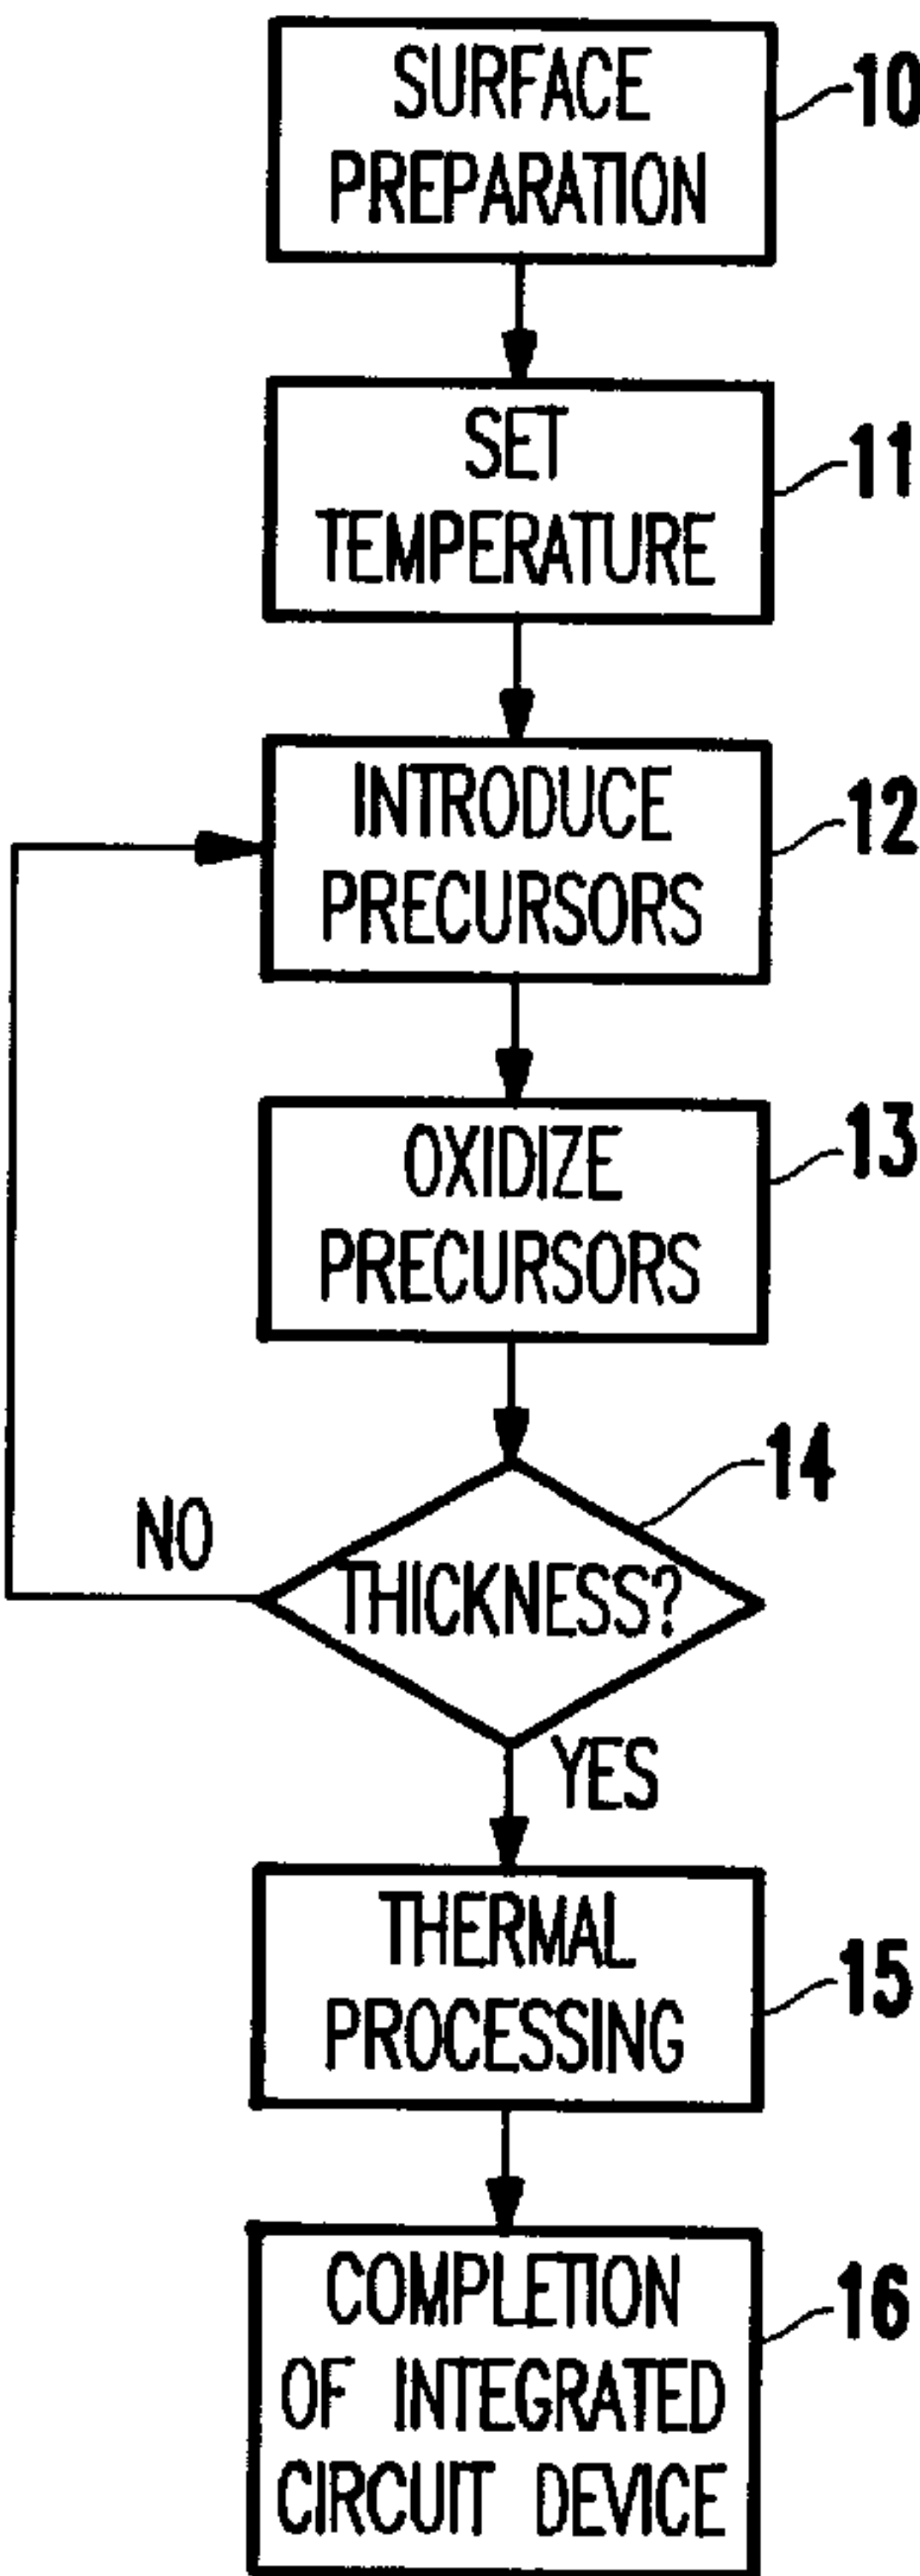 SURFACE
PREPARATION
10
SET
TEMPERATURE
11
INTRODUCE
PRECURSORS
12
OXIDIZE
PRECURSORS
13
14
NO
THICKNESS?
YES
THERMAL
PROCESSING
15
COMPLETION
OF INTEGRATED
CIRCUIT DEVICE
16